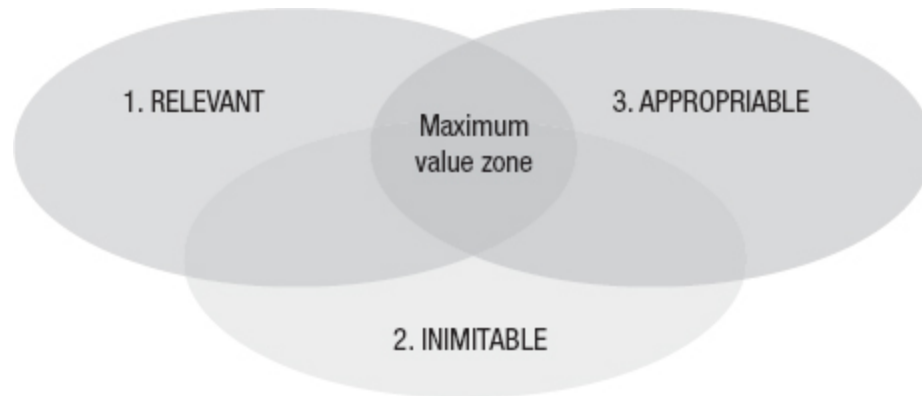 1. RELEVANT
3. APPROPRIABLE
Maximum
value zone
2. INIMITABLE